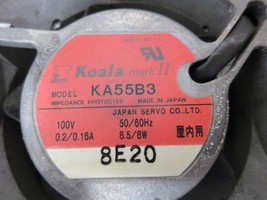 Koala mark II
MODEL KA55B3
IMPEDANCE PROTECTED MADE IN JAPAN
JAPAN SERVO CO.,LTD.
100V 50/60Hz
0.2/0.16A 8.5/8W 屋内用
8E20